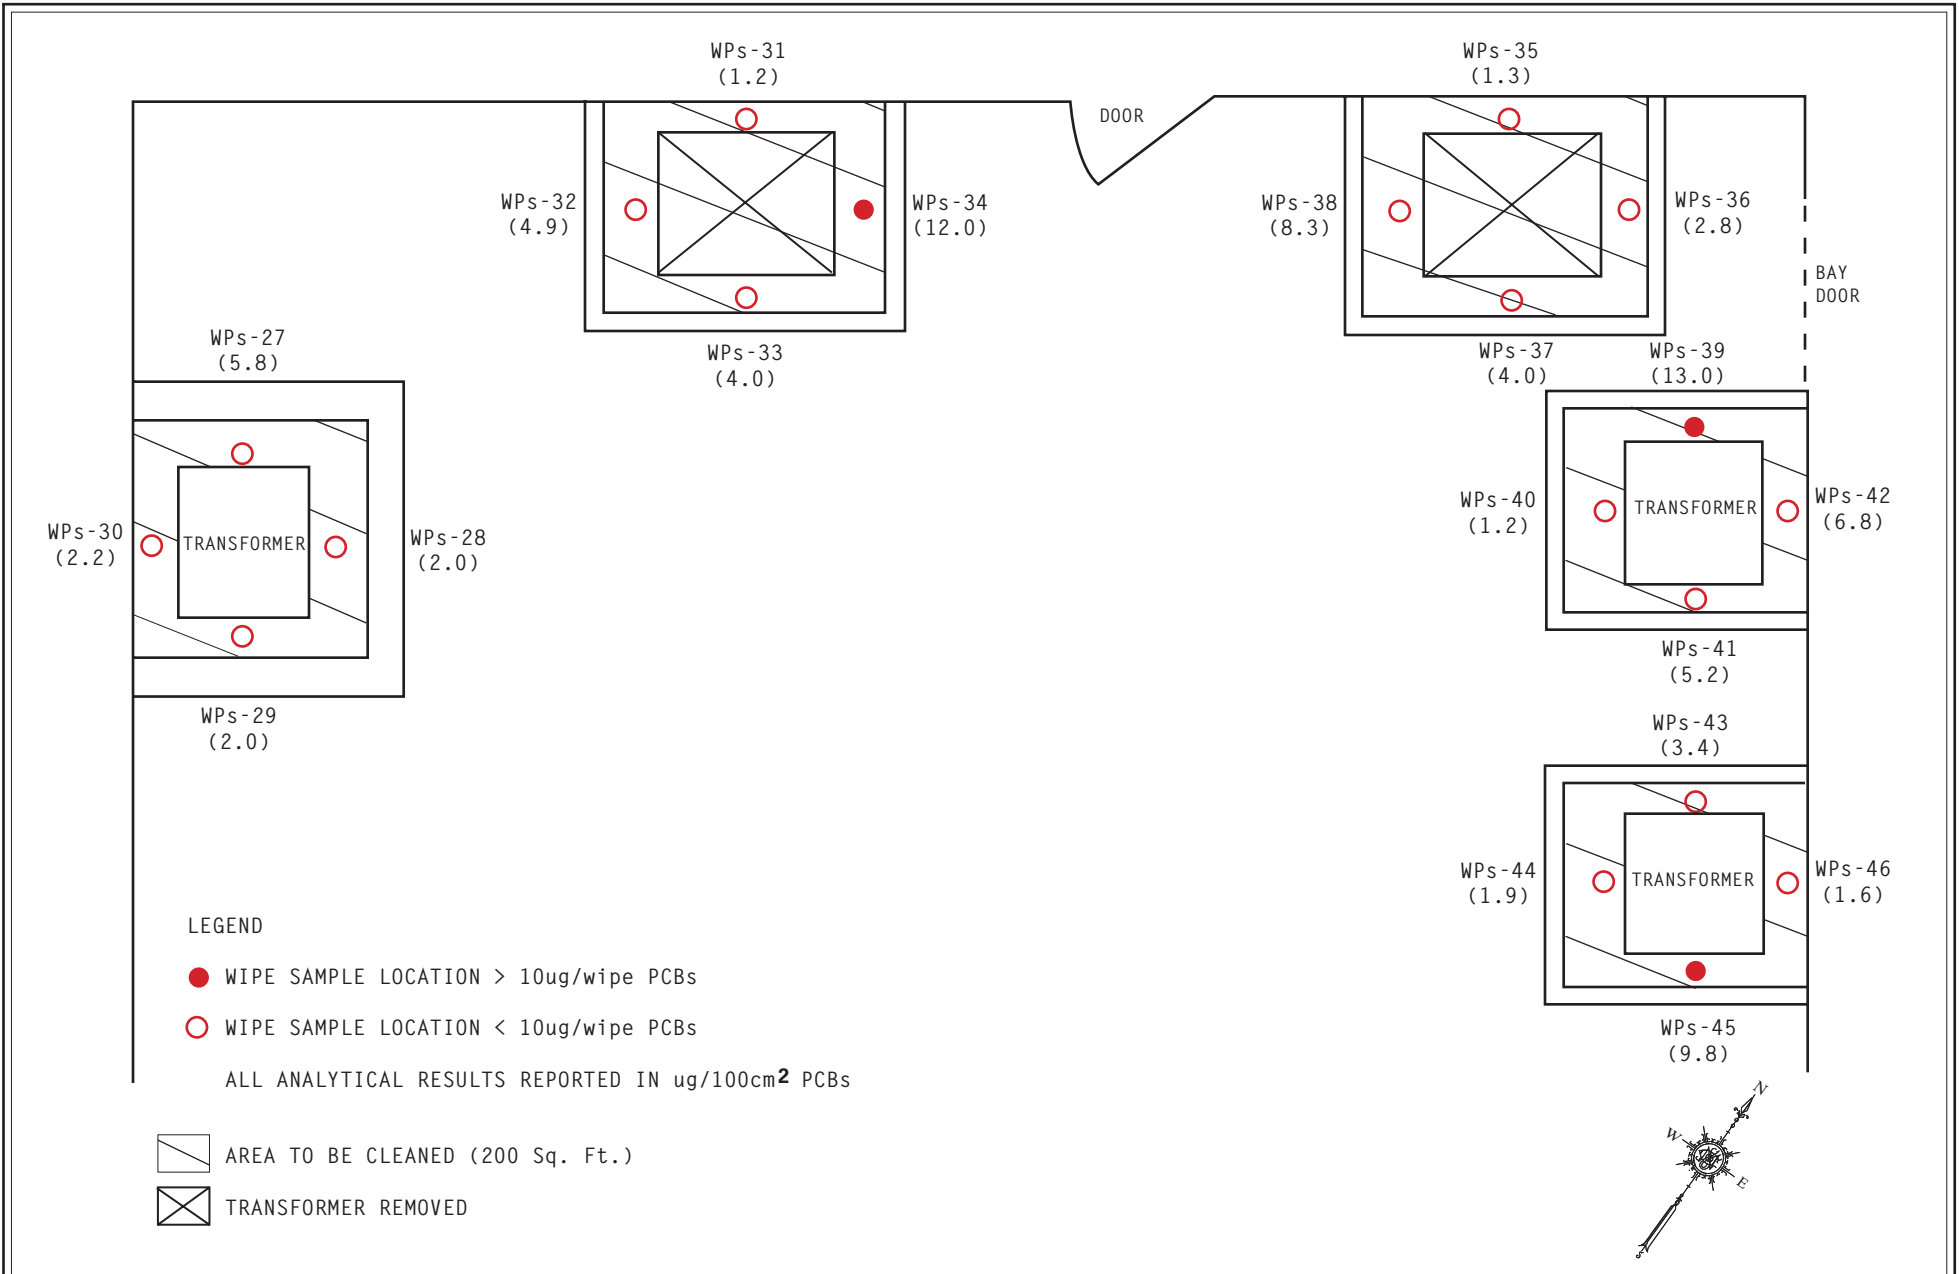 WPs-31
(1.2)
WPs-35
(1.3)
DOOR
WPs-32
(4.9)
WPs-34
(12.0)
WPs-38
(8.3)
WPs-36
(2.8)
BAY
DOOR
WPs-33
(4.0)
WPs-37
(4.0)
WPs-39
(13.0)
WPs-27
(5.8)
WPs-30
(2.2)
TRANSFORMER
WPs-28
(2.0)
WPs-40
(1.2)
TRANSFORMER
WPs-42
(6.8)
WPs-41
(5.2)
WPs-29
(2.0)
WPs-43
(3.4)
WPs-44
(1.9)
TRANSFORMER
WPs-46
(1.6)
WPs-45
(9.8)
LEGEND
WIPE SAMPLE LOCATION > 10ug/wipe PCBs
WIPE SAMPLE LOCATION < 10ug/wipe PCBs
ALL ANALYTICAL RESULTS REPORTED IN ug/100cm² PCBs
AREA TO BE CLEANED (200 Sq. Ft.)
TRANSFORMER REMOVED
N
W
E